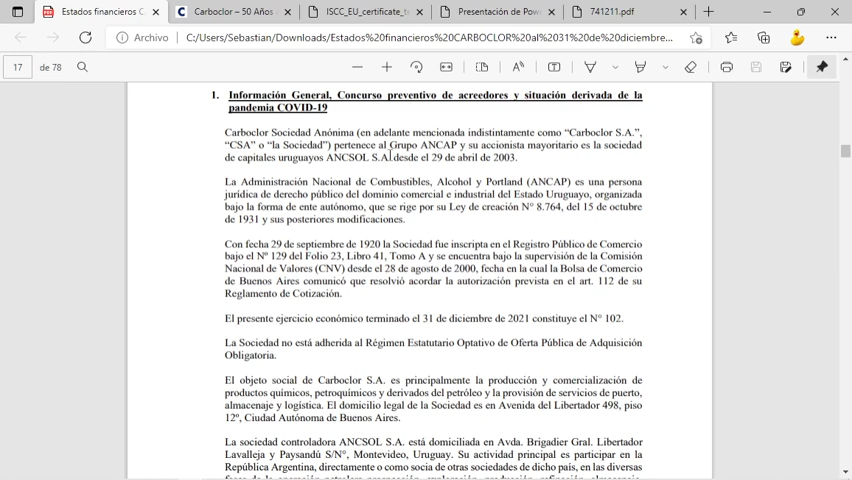 Estados financieros C
Carboclor – 50 Años
ISCC_EU_certificate_t
Presentación de Pow
741211.pdf
Archivo
C:/Users/Sebastian/Downloads/Estados%20financieros%20CARBOCLOR%20al%2031%20de%20diciembre...
17
de 78
1. Información General, Concurso preventivo de acreedores y situación derivada de la
pandemia COVID-19
Carboclor Sociedad Anónima (en adelante mencionada indistintamente como “Carboclor S.A.”,
“CSA” o “la Sociedad”) pertenece al Grupo ANCAP y su accionista mayoritario es la sociedad
de capitales uruguayos ANCSOL S.A. desde el 29 de abril de 2003.
La Administración Nacional de Combustibles, Alcohol y Portland (ANCAP) es una persona
jurídica de derecho público del dominio comercial e industrial del Estado Uruguayo, organizada
bajo la forma de ente autónomo, que se rige por su Ley de creación N° 8.764, del 15 de octubre
de 1931 y sus posteriores modificaciones.
Con fecha 29 de septiembre de 1920 la Sociedad fue inscripta en el Registro Público de Comercio
bajo el Nº 129 del Folio 23, Libro 41, Tomo A y se encuentra bajo la supervisión de la Comisión
Nacional de Valores (CNV) desde el 28 de agosto de 2000, fecha en la cual la Bolsa de Comercio
de Buenos Aires comunicó que resolvió acordar la autorización prevista en el art. 112 de su
Reglamento de Cotización.
El presente ejercicio económico terminado el 31 de diciembre de 2021 constituye el N° 102.
La Sociedad no está adherida al Régimen Estatutario Optativo de Oferta Pública de Adquisición
Obligatoria.
El objeto social de Carboclor S.A. es principalmente la producción y comercialización de
productos químicos, petroquímicos y derivados del petróleo y la provisión de servicios de puerto,
almacenaje y logística. El domicilio legal de la Sociedad es en Avenida del Libertador 498, piso
12º, Ciudad Autónoma de Buenos Aires.
La sociedad controladora ANCSOL S.A. está domiciliada en Avda. Brigadier Gral. Libertador
Lavalleja y Paysandú S/N°, Montevideo, Uruguay. Su actividad principal es participar en la
República Argentina, directamente o como socia de otras sociedades de dicho país, en las diversas